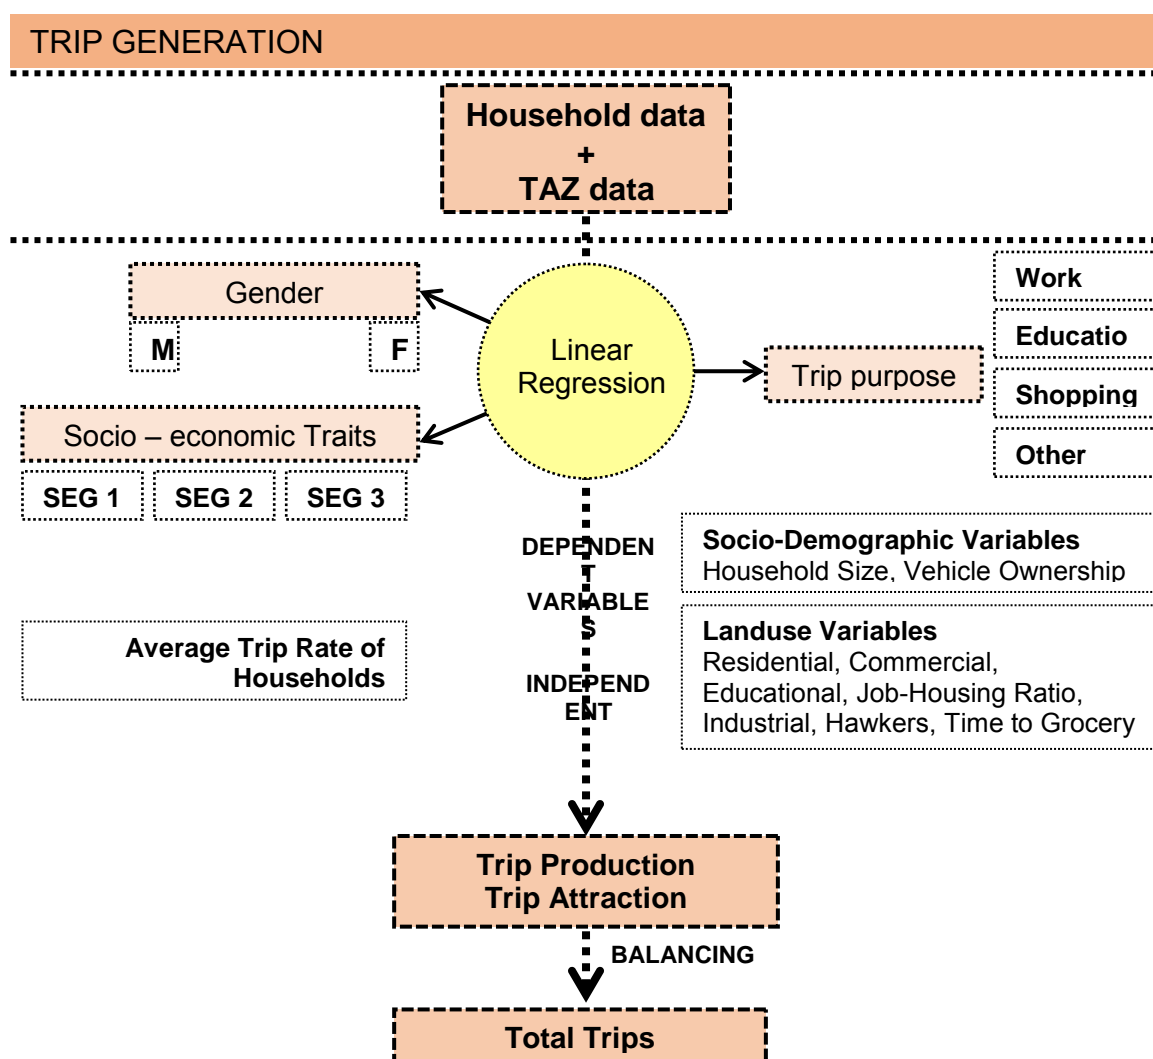 TRIP GENERATION
Household data
+
TAZ data
Gender
M
F
Socio – economic Traits
SEG 1
SEG 2
SEG 3
Linear
Regression
Trip purpose
Work
Educatio
Shopping
Other
DEPENDEN
T
VARIABLE
S
INDEPEND
ENT
Average Trip Rate of
Households
Socio-Demographic Variables
Household Size, Vehicle Ownership
Landuse Variables
Residential, Commercial,
Educational, Job-Housing Ratio,
Industrial, Hawkers, Time to Grocery
Trip Production
Trip Attraction
BALANCING
Total Trips